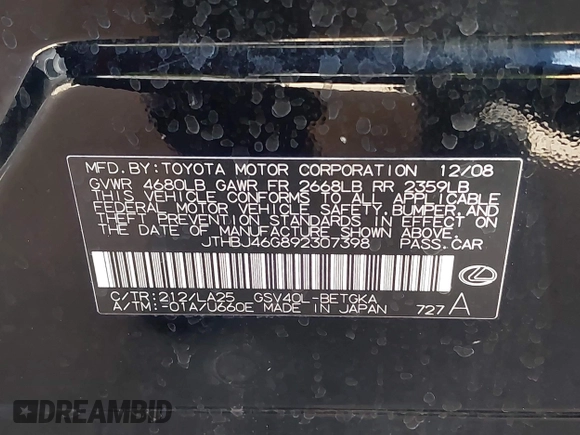 MFD.BY:TOYOTA MOTOR CORPORATION 12/08
GVWR 4680LB GAWR FR 2668LB RR 2359LB
THIS VEHICLE CONFORMS TO ALL APPLICABLE
FEDERAL MOTOR VEHICLE SAFETY,BUMPER,AND
THEFT PREVENTION STANDARDS IN EFFECT ON
THE DATE OF MANUFACTURE SHOWN ABOVE.
JTHBJ46G892307398 PASS.CAR
C/TR:212/LA25 GSV40L-BETGKA
A/TM:-01A/U660E MADE IN JAPAN 727 A
DREAMBID